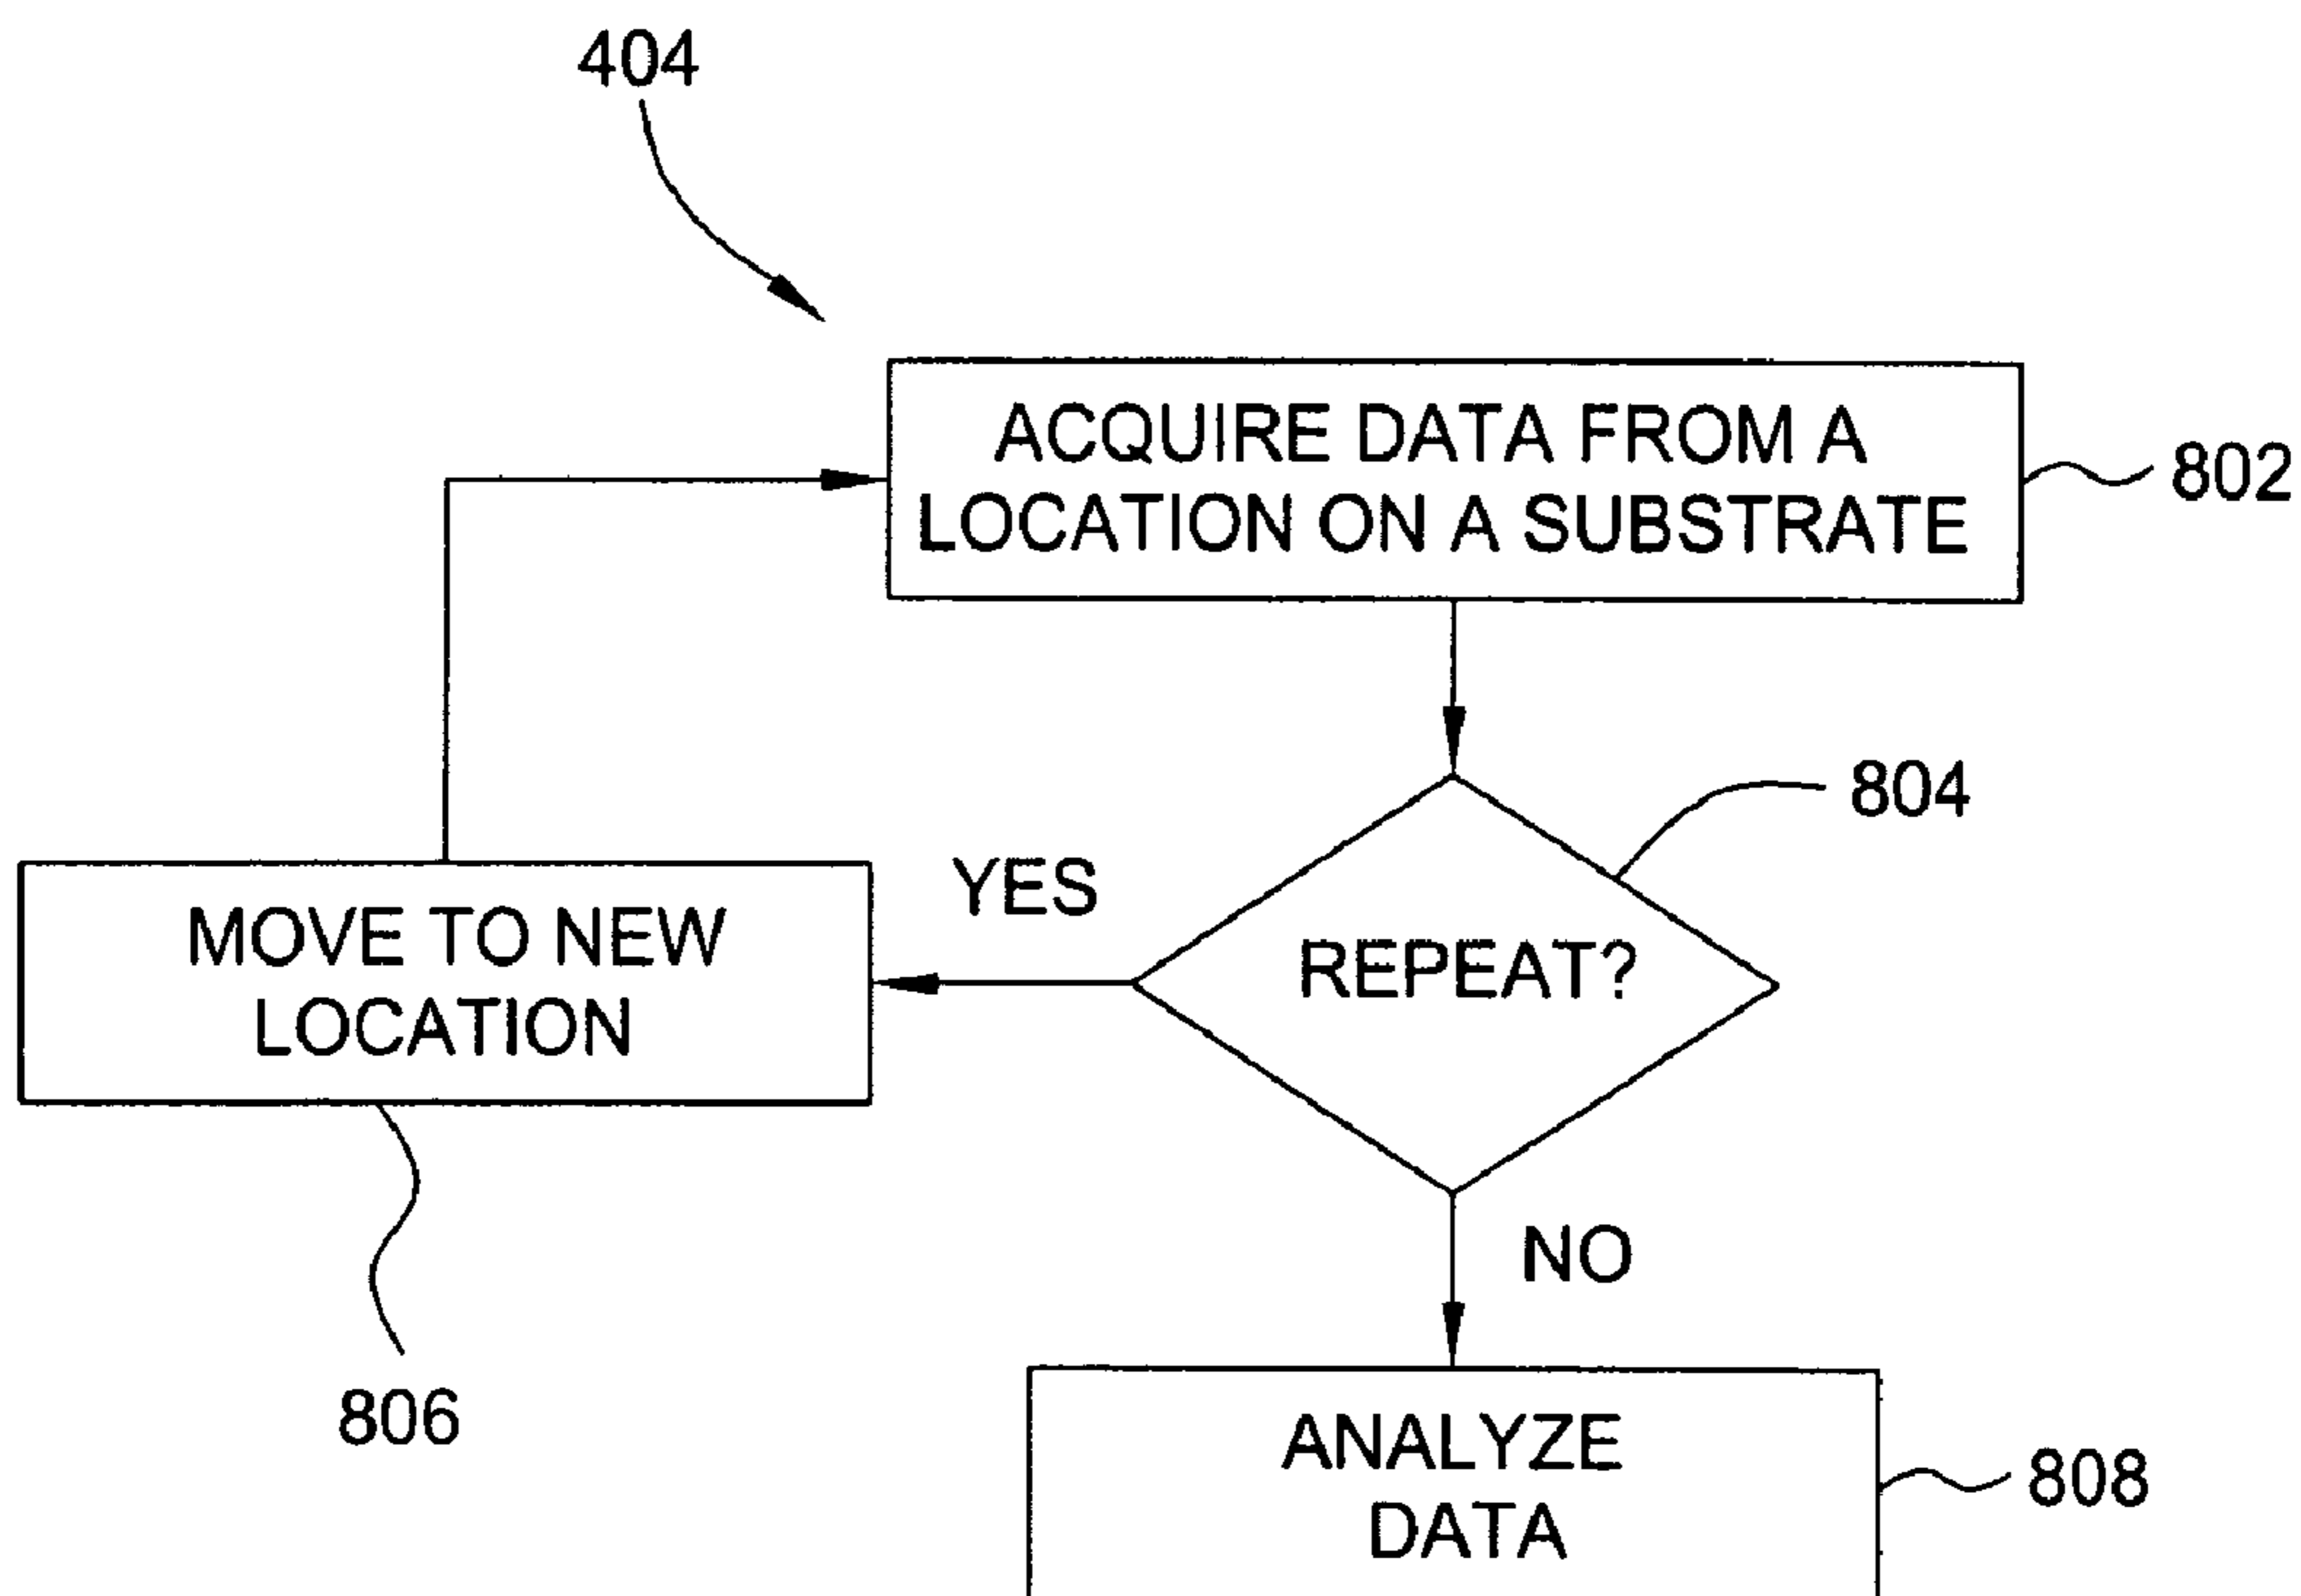 404
ACQUIRE DATA FROM A
LOCATION ON A SUBSTRATE
802
804
YES
REPEAT?
MOVE TO NEW
LOCATION
NO
806
ANALYZE
DATA
808